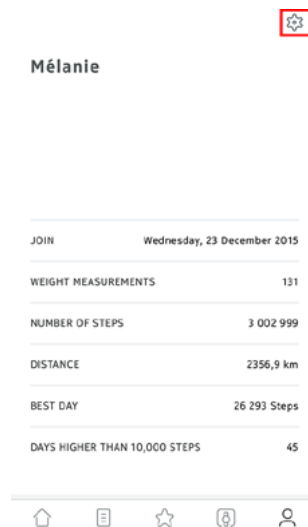 Mélanie
JOIN Wednesday, 23 December 2015
WEIGHT MEASUREMENTS 131
NUMBER OF STEPS 3 002 999
DISTANCE 2356,9 km
BEST DAY 26 293 Steps
DAYS HIGHER THAN 10,000 STEPS 45